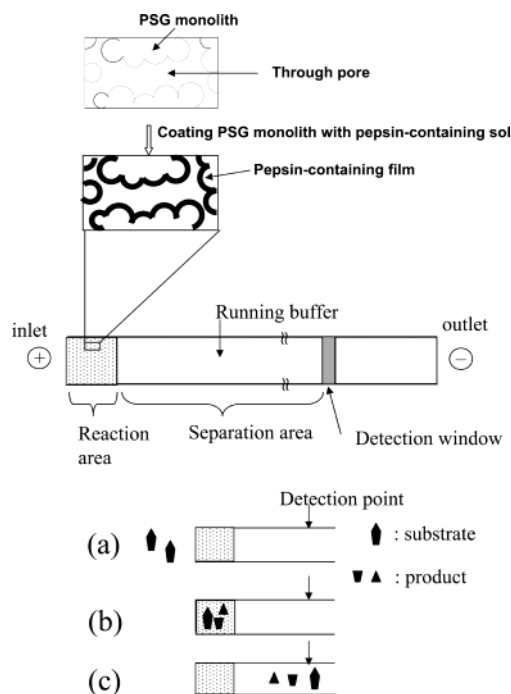 PSG monolith
Through pore
Coating PSG monolith with pepsin-containing sol
Pepsin-containing film
Running buffer
inlet
outlet
+
−
Reaction
area
Separation area
Detection window
Detection point
(a)
: substrate
: product
(b)
(c)